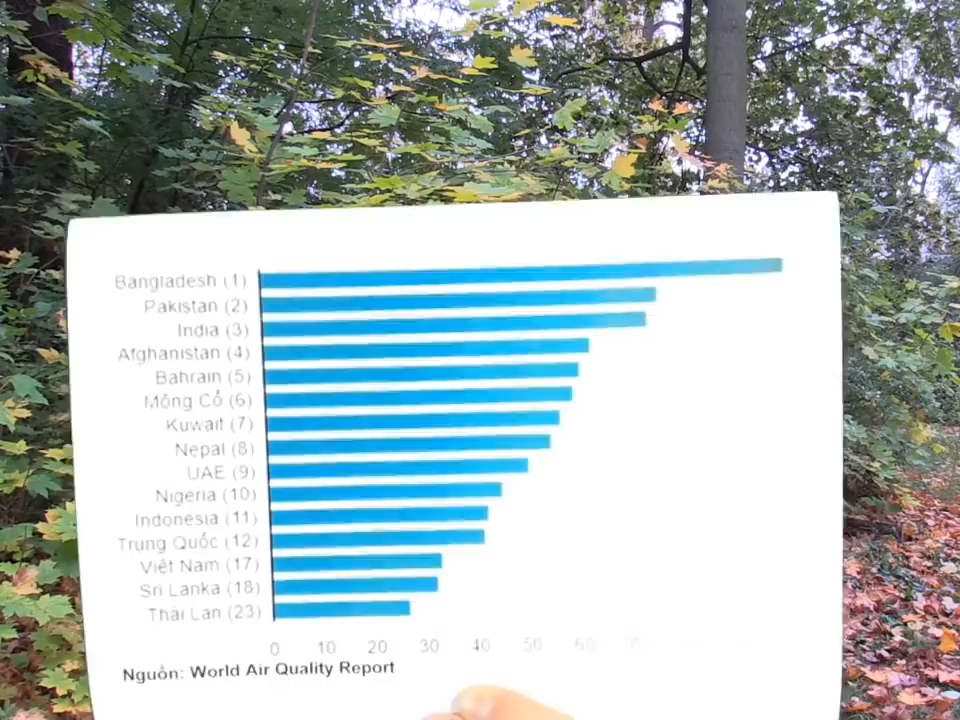 Bangladesh (1)
Pakistan (2)
India (3)
Afghanistan (4)
Bahrain (5)
Mông Cổ (6)
Kuwait (7)
Nepal (8)
UAE (9)
Nigeria (10)
Indonesia (11)
Trung Quốc (12)
Việt Nam (17)
Sri Lanka (18)
Thái Lan (23)
0 10 20 30 40 50 60
Nguồn: World Air Quality Report